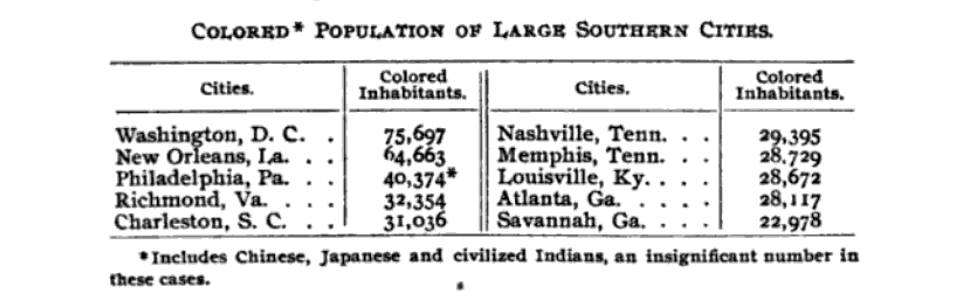 COLORED* POPULATION OF LARGE SOUTHERN CITIES.
Cities. Colored Inhabitants. Cities. Colored Inhabitants.
Washington, D. C. . 75,697 Nashville, Tenn. . . 29,395
New Orleans, La. . . 64,663 Memphis, Tenn. . . 28,729
Philadelphia, Pa. . . 40,374* Louisville, Ky. . . . 28,672
Richmond, Va. . . . 32,354 Atlanta, Ga. . . . . 28,117
Charleston, S. C. . . 31,036 Savannah, Ga. . . . 22,978
*Includes Chinese, Japanese and civilized Indians, an insignificant number in
these cases.